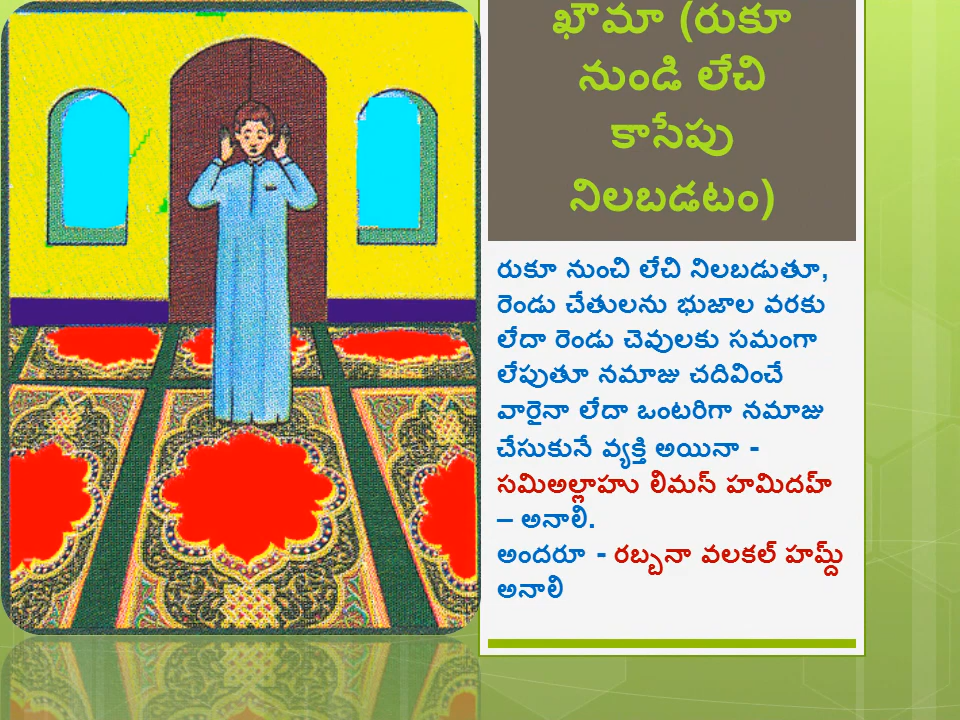 ఖౌమా (రుకూ
నుండి లేచి
కాసేపు
నిలబడటం)
రుకూ నుంచి లేచి నిలబడుతూ,
రెండు చేతులను భుజాల వరకు
లేదా రెండు చెవులకు సమంగా
లేపుతూ నమాజు చదివించే
వారైనా లేదా ఒంటరిగా నమాజు
చేసుకునే వ్యక్తి అయినా -
సమిఅల్లాహు లిమన్ హమిదహ్
– అనాలి.
అందరూ - రబ్బనా వలకల్ హమ్ద్
అనాలి